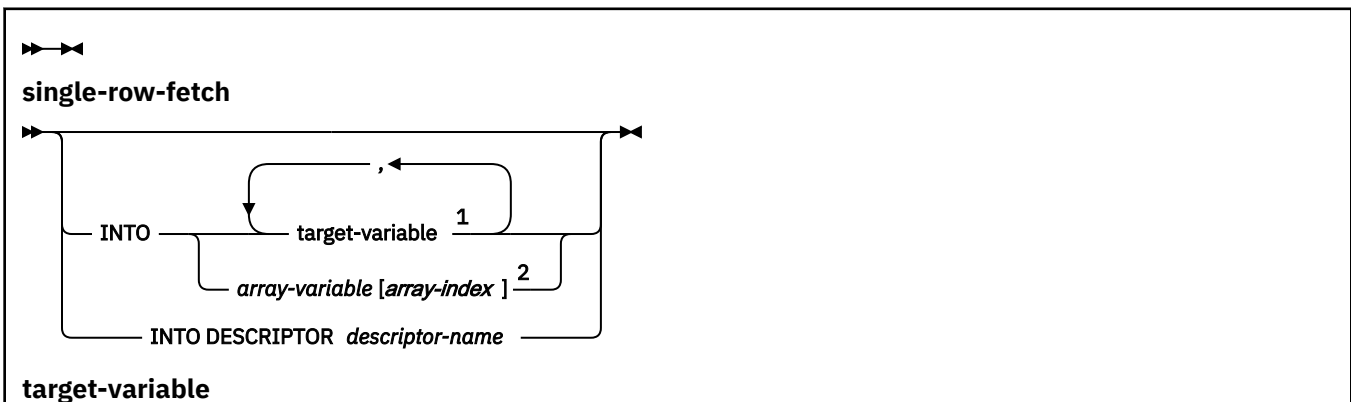 single-row-fetch
,
INTO target-variable 1
array-variable [array-index ] 2
INTO DESCRIPTOR descriptor-name
target-variable